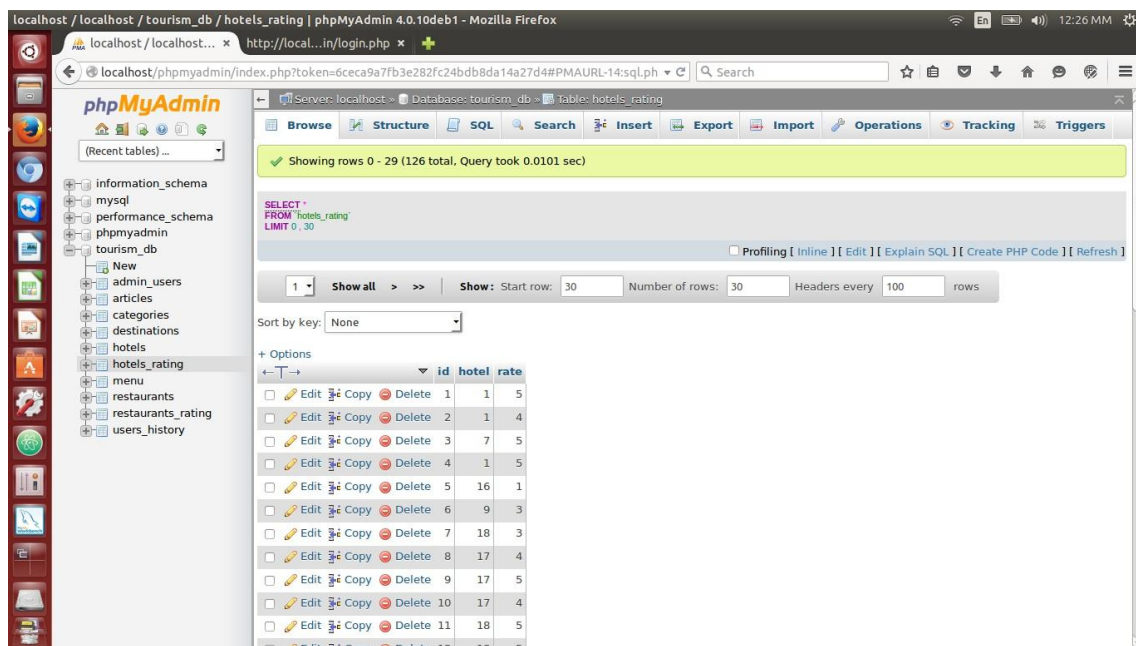 localhost / localhost / tourism_db / hotels_rating | phpMyAdmin 4.0.10deb1 - Mozilla Firefox
En 12:26 MM
localhost / localhost... × http://local...in/login.php ×
localhost/phpmyadmin/index.php?token=6ceca9a7fb3e282fc24bdb8da14a27d4#PMAURL-14:sql.ph Search
phpMyAdmin
(Recent tables) ...
information_schema
mysql
performance_schema
phpmyadmin
tourism_db
New
admin_users
articles
categories
destinations
hotels
hotels_rating
menu
restaurants
restaurants_rating
users_history
Server: localhost » Database: tourism_db » Table: hotels_rating
Browse Structure SQL Search Insert Export Import Operations Tracking Triggers
Showing rows 0 - 29 (126 total, Query took 0.0101 sec)
SELECT *
FROM `hotels_rating`
LIMIT 0 , 30
Profiling [ Inline ] [ Edit ] [ Explain SQL ] [ Create PHP Code ] [ Refresh ]
1 Show all > >> Show: Start row: 30 Number of rows: 30 Headers every 100 rows
Sort by key: None
+ Options
←T→ id hotel rate
Edit Copy Delete 1 1 5
Edit Copy Delete 2 1 4
Edit Copy Delete 3 7 5
Edit Copy Delete 4 1 5
Edit Copy Delete 5 16 1
Edit Copy Delete 6 9 3
Edit Copy Delete 7 18 3
Edit Copy Delete 8 17 4
Edit Copy Delete 9 17 5
Edit Copy Delete 10 17 4
Edit Copy Delete 11 18 5